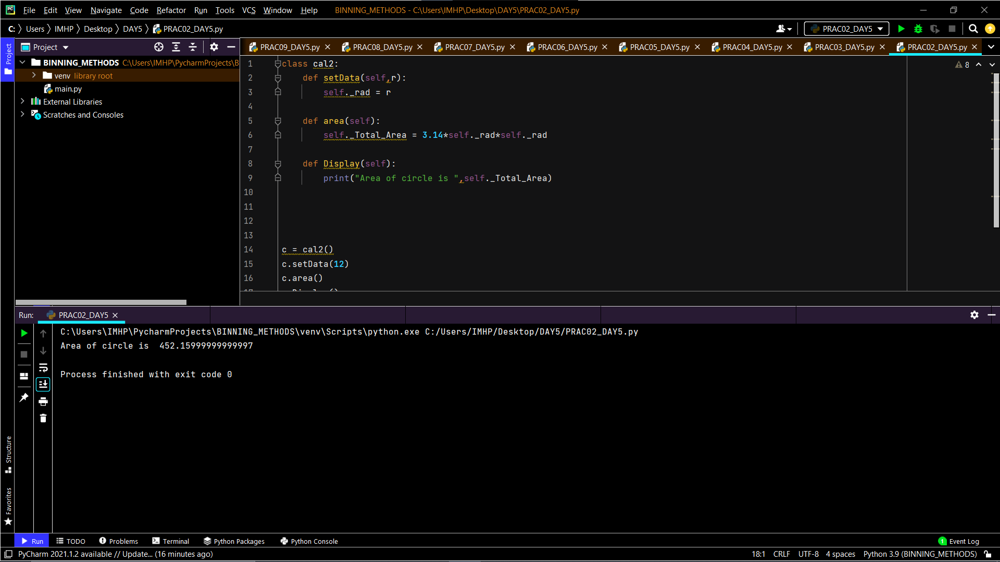 File Edit View Navigate Code Refactor Run Tools VCS Window Help BINNING_METHODS - C:\Users\IMHP\Desktop\DAY5\PRAC02_DAY5.py
C: Users IMHP Desktop DAY5 PRAC02_DAY5.py PRAC02_DAY5
Project PRAC09_DAY5.py PRAC08_DAY5.py PRAC07_DAY5.py PRAC06_DAY5.py PRAC05_DAY5.py PRAC04_DAY5.py PRAC03_DAY5.py PRAC02_DAY5.py
Project
BINNING_METHODS C:\Users\IMHP\PycharmProjects\B
venv library root
main.py
External Libraries
Scratches and Consoles
8
1 class cal2:
2 def setData(self,r):
3 self._rad = r
4
5 def area(self):
6 self._Total_Area = 3.14*self._rad*self._rad
7
8 def Display(self):
9 print("Area of circle is ",self._Total_Area)
10
11
12
13
14 c = cal2()
15 c.setData(12)
16 c.area()
Run: PRAC02_DAY5
C:\Users\IMHP\PycharmProjects\BINNING_METHODS\venv\Scripts\python.exe C:/Users/IMHP/Desktop/DAY5/PRAC02_DAY5.py
Area of circle is  452.15999999999997
Process finished with exit code 0
Structure
Favorites
Run TODO Problems Terminal Python Packages Python Console 1 Event Log
PyCharm 2021.1.2 available // Update... (16 minutes ago) 18:1 CRLF UTF-8 4 spaces Python 3.9 (BINNING_METHODS)